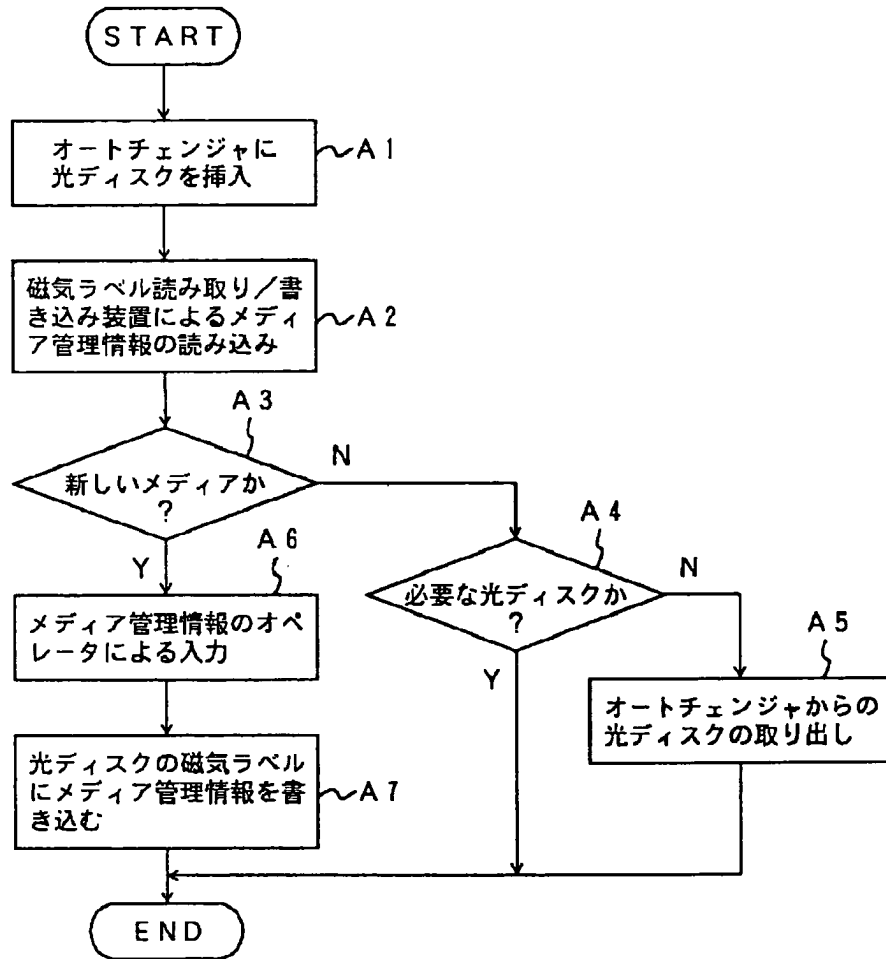 START
オートチェンジャに
光ディスクを挿入
A1
磁気ラベル読み取り／書
き込み装置によるメディ
ア管理情報の読み込み
A2
A3
新しいメディアか
?
N
Y
A4
必要な光ディスクか
?
N
Y
A5
オートチェンジャからの
光ディスクの取り出し
A6
メディア管理情報のオペ
レータによる入力
光ディスクの磁気ラベル
にメディア管理情報を書
き込む
A7
END